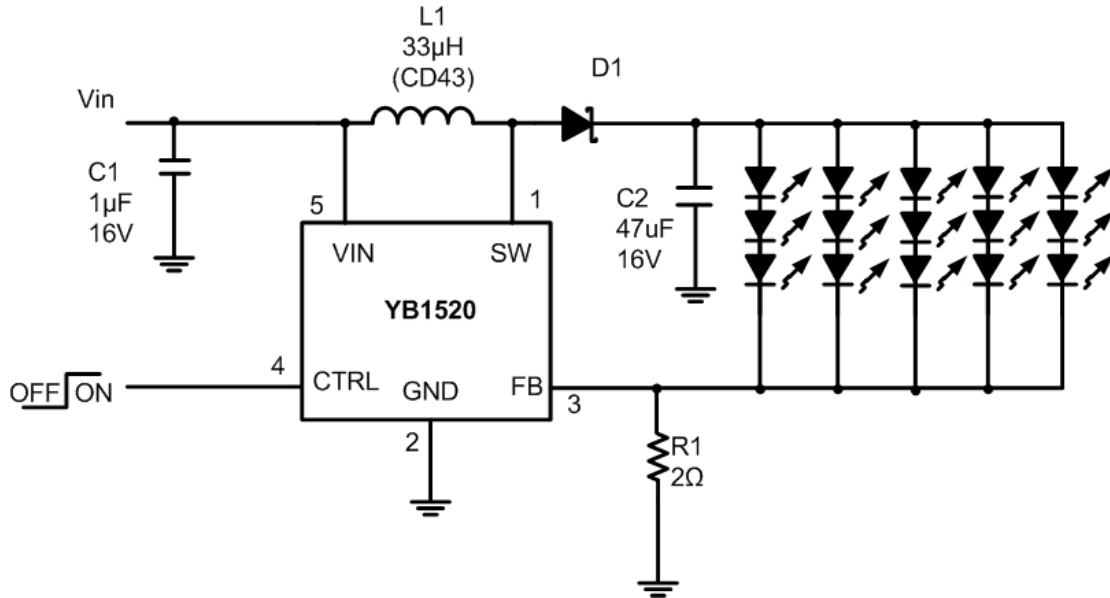 L1
33µH
(CD43)
D1
Vin
C1
1µF
16V
5
1
C2
47uF
16V
VIN
SW
YB1520
4
CTRL
GND
FB
3
OFF
ON
2
R1
2Ω